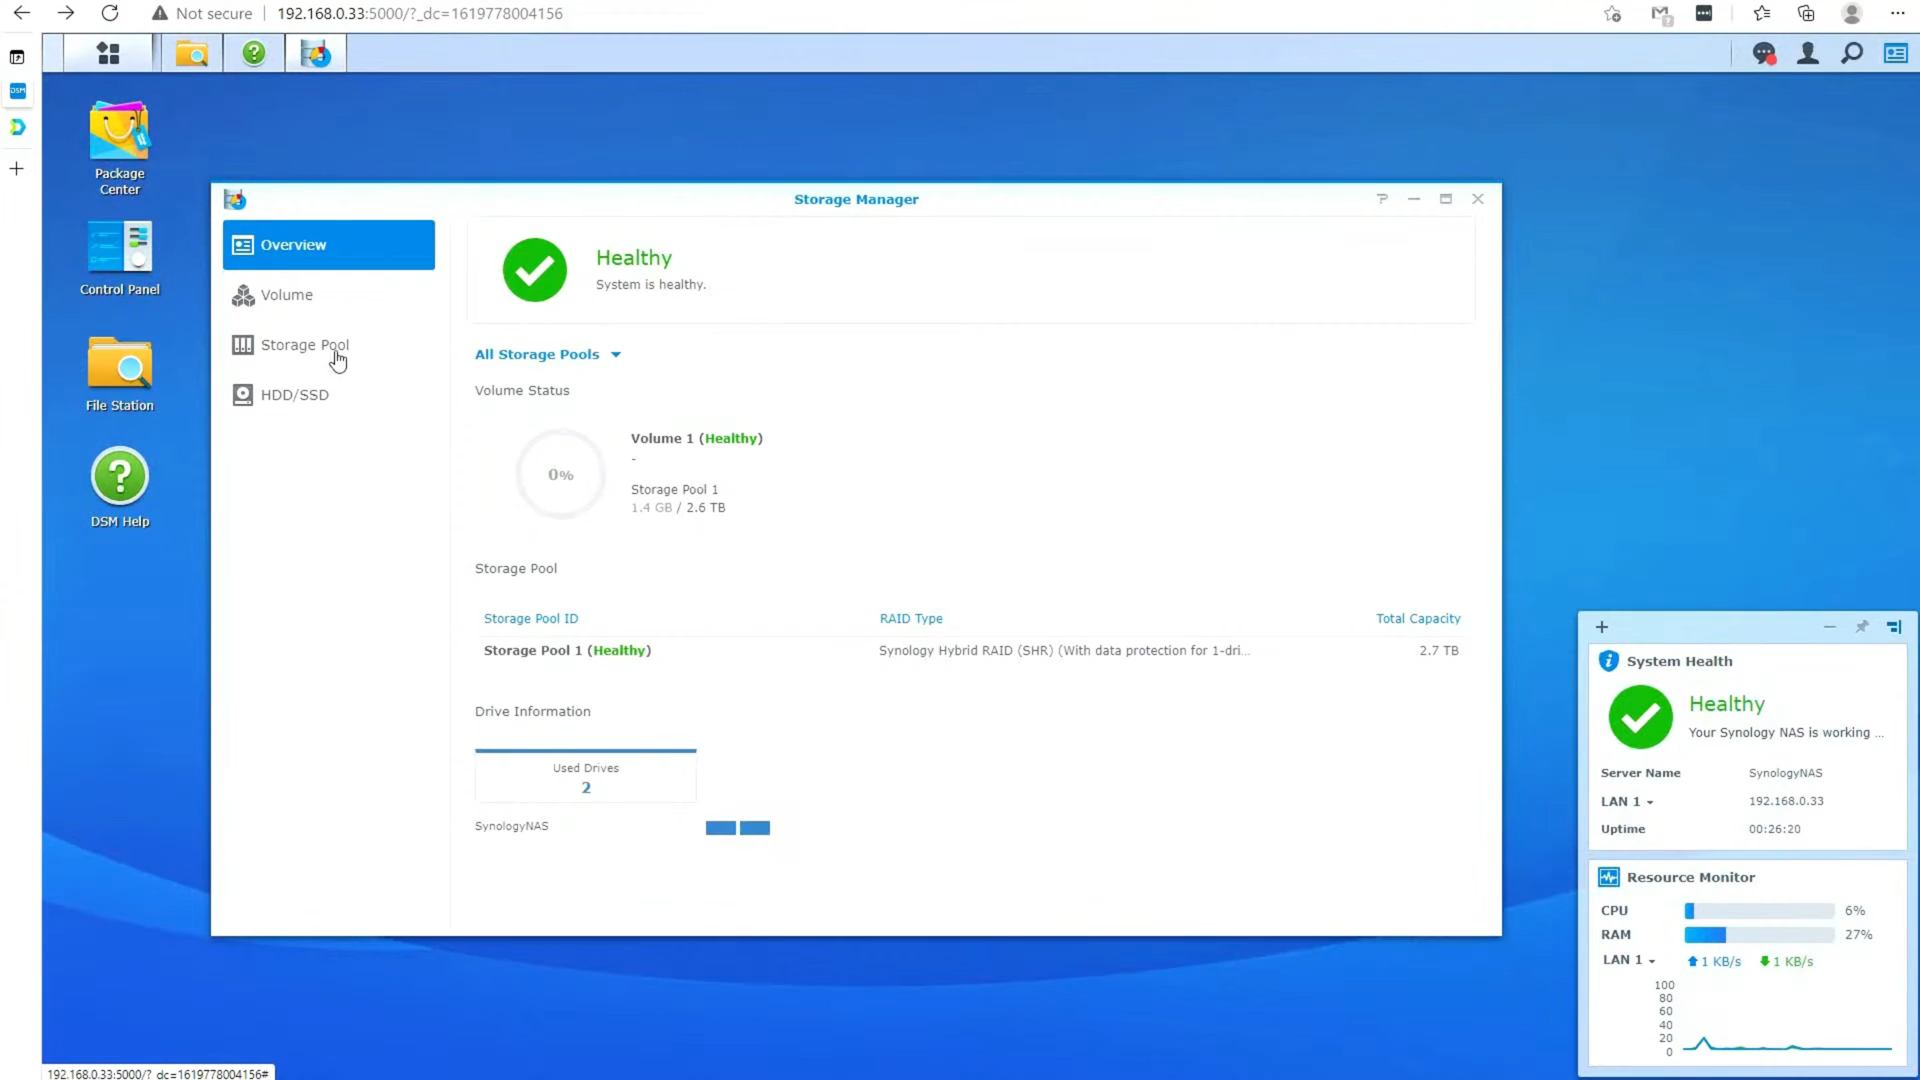 Not secure
192.168.0.33:5000/?_dc=1619778004156
DSM
Package
Center
Control Panel
File Station
DSM Help
Storage Manager
Overview
Volume
Storage Pool
HDD/SSD
Healthy
System is healthy.
All Storage Pools
Volume Status
0%
Volume 1 (Healthy)
-
Storage Pool 1
1.4 GB / 2.6 TB
Storage Pool
Storage Pool ID RAID Type Total Capacity
Storage Pool 1 (Healthy) Synology Hybrid RAID (SHR) (With data protection for 1-dri... 2.7 TB
Drive Information
Used Drives
2
SynologyNAS
System Health
Healthy
Your Synology NAS is working ...
Server Name SynologyNAS
LAN 1 192.168.0.33
Uptime 00:26:20
Resource Monitor
CPU 6%
RAM 27%
LAN 1 1 KB/s 1 KB/s
100
80
60
40
20
0
192.168.0.33:5000/?_dc=1619778004156#